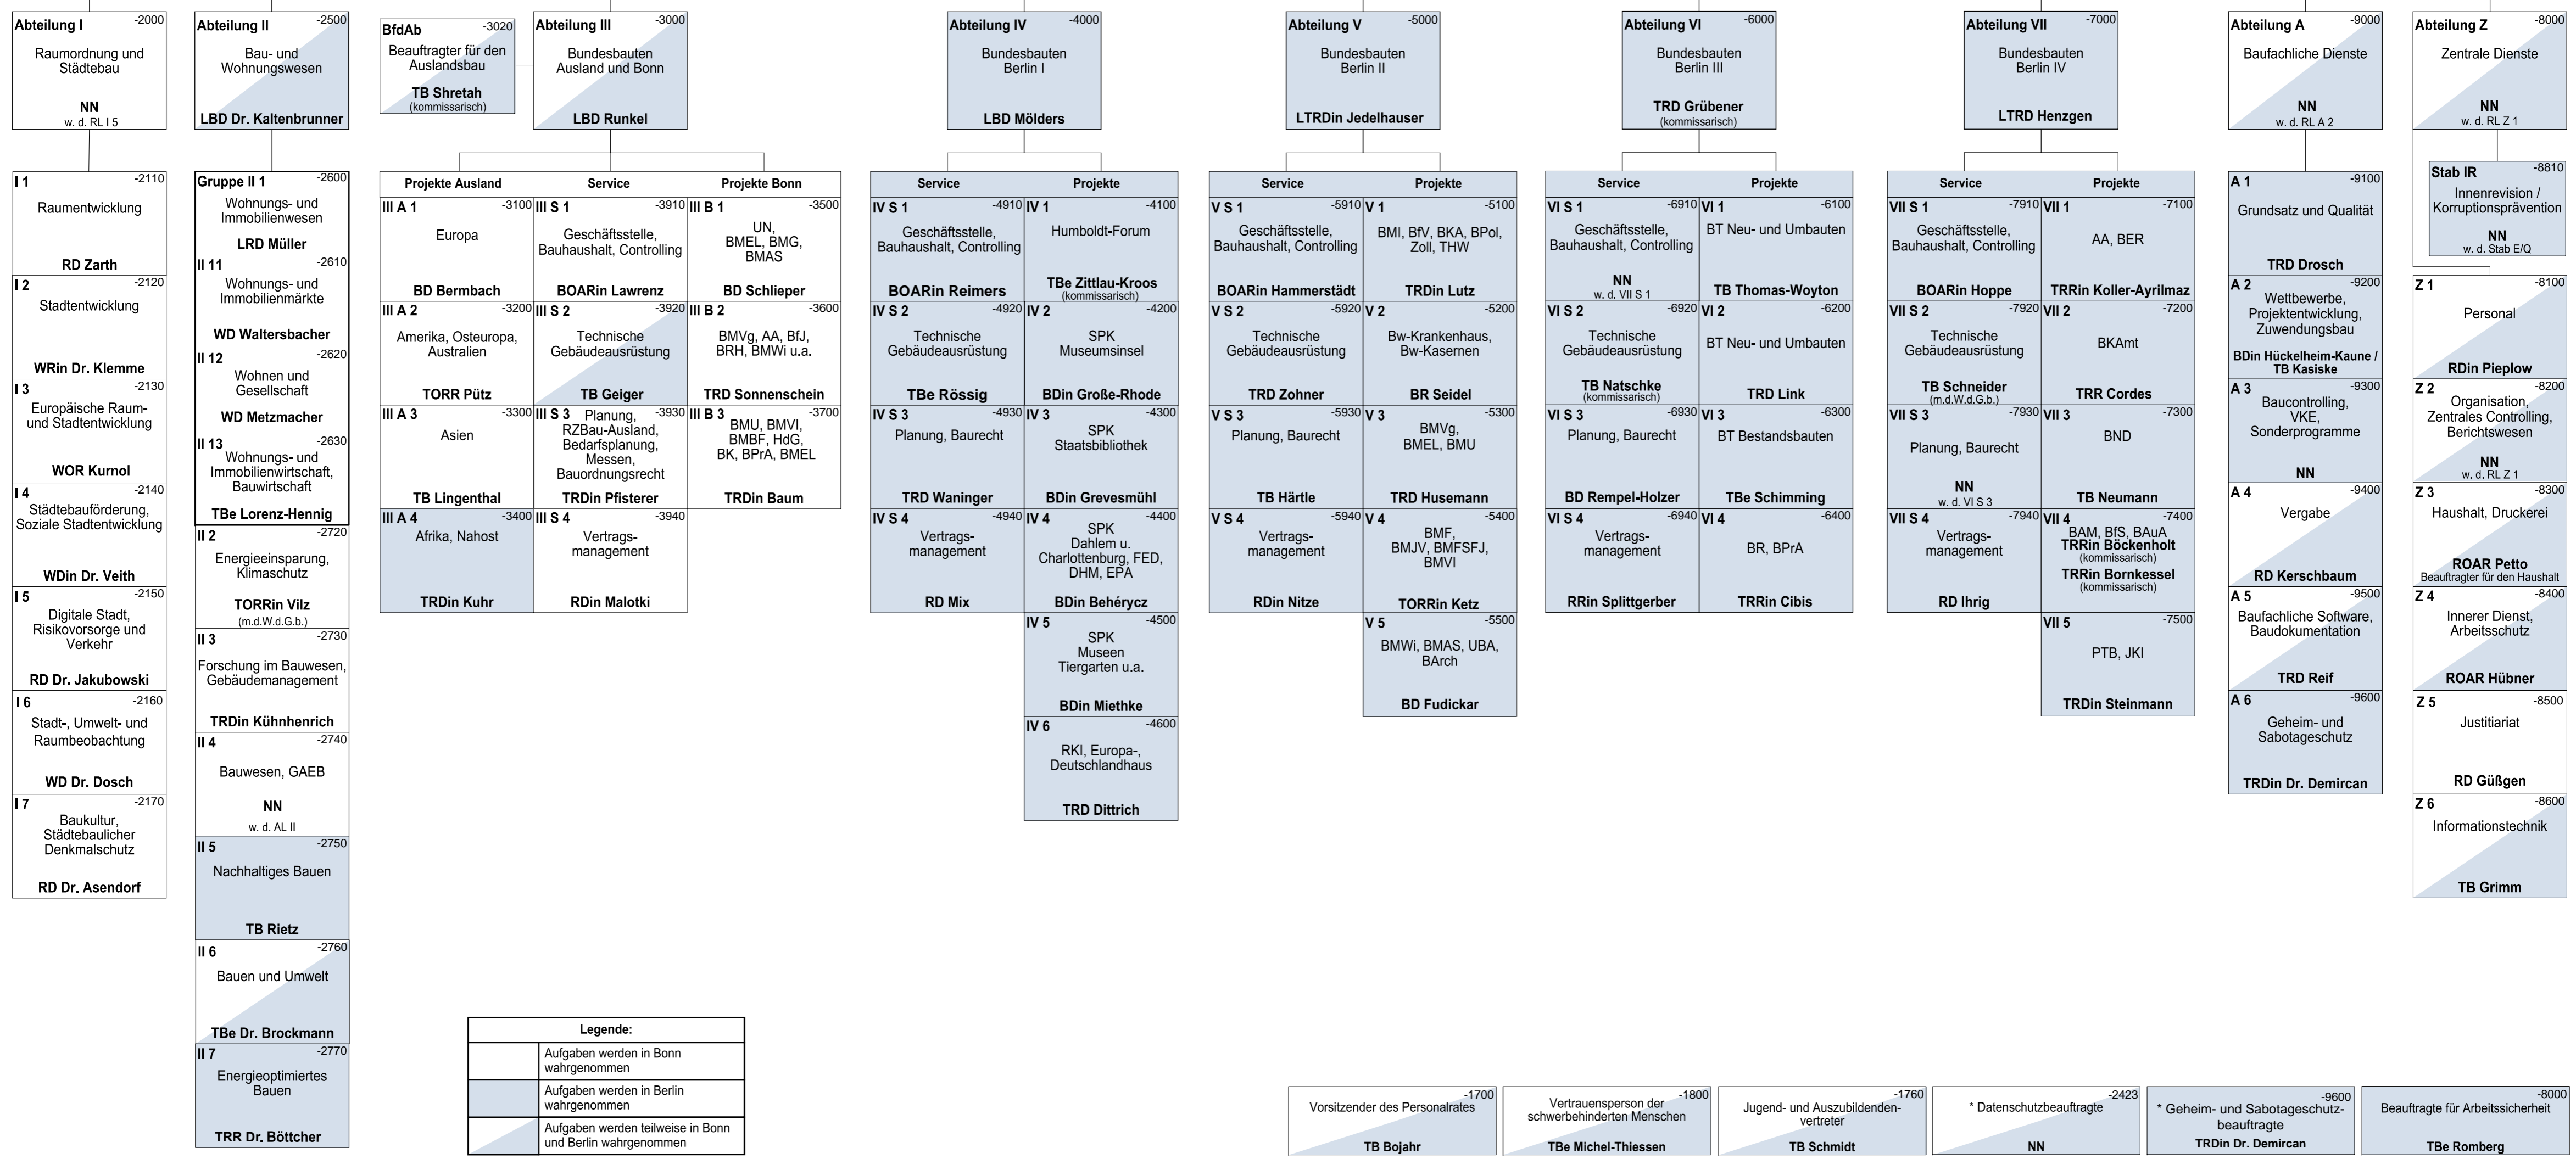 Abteilung I -2000
Raumordnung und
Städtebau
NN
w. d. RL I 5
I 1 -2110
Raumentwicklung
RD Zarth
I 2 -2120
Stadtentwicklung
WRin Dr. Klemme
I 3 -2130
Europäische Raum-
und Stadtentwicklung
WOR Kurnol
I 4 -2140
Städtebauförderung,
Soziale Stadtentwicklung
WDin Dr. Veith
I 5 -2150
Digitale Stadt,
Risikovorsorge und
Verkehr
RD Dr. Jakubowski
I 6 -2160
Stadt-, Umwelt- und
Raumbeobachtung
WD Dr. Dosch
I 7 -2170
Baukultur,
Städtebaulicher
Denkmalschutz
RD Dr. Asendorf
Abteilung II -2500
Bau- und
Wohnungswesen
LBD Dr. Kaltenbrunner
Gruppe II 1 -2600
Wohnungs- und
Immobilienwesen
LRD Müller
II 11 -2610
Wohnungs- und
Immobilienmärkte
WD Waltersbacher
II 12 -2620
Wohnen und
Gesellschaft
WD Metzmacher
II 13 -2630
Wohnungs- und
Immobilienwirtschaft,
Bauwirtschaft
TBe Lorenz-Hennig
II 2 -2720
Energieeinsparung,
Klimaschutz
TORRin Vilz
(m.d.W.d.G.b.)
II 3 -2730
Forschung im Bauwesen,
Gebäudemanagement
TRDin Kühnhenrich
II 4 -2740
Bauwesen, GAEB
NN
w. d. AL II
II 5 -2750
Nachhaltiges Bauen
TB Rietz
II 6 -2760
Bauen und Umwelt
TBe Dr. Brockmann
II 7 -2770
Energieoptimiertes
Bauen
TRR Dr. Böttcher
BfdAb -3020
Beauftragter für den
Auslandsbau
TB Shretah
(kommissarisch)
Abteilung III -3000
Bundesbauten
Ausland und Bonn
LBD Runkel
Projekte Ausland
III A 1 -3100
Europa
BD Bermbach
III A 2 -3200
Amerika, Osteuropa,
Australien
TORR Pütz
III A 3 -3300
Asien
TB Lingenthal
III A 4 -3400
Afrika, Nahost
TRDin Kuhr
Service
III S 1 -3910
Geschäftsstelle,
Bauhaushalt, Controlling
BOARin Lawrenz
III S 2 -3920
Technische
Gebäudeausrüstung
TB Geiger
III S 3 -3930
Planung,
RZBau-Ausland,
Bedarfsplanung,
Messen,
Bauordnungsrecht
TRDin Pfisterer
III S 4 -3940
Vertrags-
management
RDin Malotki
Projekte Bonn
III B 1 -3500
UN,
BMEL, BMG,
BMAS
BD Schlieper
III B 2 -3600
BMVg, AA, BfJ,
BRH, BMWi u.a.
TRD Sonnenschein
III B 3 -3700
BMU, BMVI,
BMBF, HdG,
BK, BPrA, BMEL
TRDin Baum
Abteilung IV -4000
Bundesbauten
Berlin I
LBD Mölders
Service
IV S 1 -4910
Geschäftsstelle,
Bauhaushalt, Controlling
BOARin Reimers
IV S 2 -4920
Technische
Gebäudeausrüstung
TBe Rössig
IV S 3 -4930
Planung, Baurecht
TRD Waninger
IV S 4 -4940
Vertrags-
management
RD Mix
Projekte
IV 1 -4100
Humboldt-Forum
TBe Zittlau-Kroos
(kommissarisch)
IV 2 -4200
SPK
Museumsinsel
BDin Große-Rhode
IV 3 -4300
SPK
Staatsbibliothek
BDin Grevesmühl
IV 4 -4400
SPK
Dahlem u.
Charlottenburg, FED,
DHM, EPA
BDin Behérycz
IV 5 -4500
SPK
Museen
Tiergarten u.a.
BDin Miethke
IV 6 -4600
RKI, Europa-,
Deutschlandhaus
TRD Dittrich
Abteilung V -5000
Bundesbauten
Berlin II
LTRDin Jedelhauser
Service
V S 1 -5910
Geschäftsstelle,
Bauhaushalt, Controlling
BOARin Hammerstädt
V S 2 -5920
Technische
Gebäudeausrüstung
TRD Zohner
V S 3 -5930
Planung, Baurecht
TB Härtle
V S 4 -5940
Vertrags-
management
RDin Nitze
Projekte
V 1 -5100
BMI, BfV, BKA, BPol,
Zoll, THW
TRDin Lutz
V 2 -5200
Bw-Krankenhaus,
Bw-Kasernen
BR Seidel
V 3 -5300
BMVg,
BMEL, BMU
TRD Husemann
V 4 -5400
BMF,
BMJV, BMFSFJ,
BMVI
TORRin Ketz
V 5 -5500
BMWi, BMAS, UBA,
BArch
BD Fudickar
Abteilung VI -6000
Bundesbauten
Berlin III
TRD Grübener
(kommissarisch)
Service
VI S 1 -6910
Geschäftsstelle,
Bauhaushalt, Controlling
NN
w. d. VII S 1
VI S 2 -6920
Technische
Gebäudeausrüstung
TB Natschke
(kommissarisch)
VI S 3 -6930
Planung, Baurecht
BD Rempel-Holzer
VI S 4 -6940
Vertrags-
management
RRin Splittgerber
Projekte
VI 1 -6100
BT Neu- und Umbauten
TB Thomas-Woyton
VI 2 -6200
BT Neu- und Umbauten
TRD Link
VI 3 -6300
BT Bestandsbauten
TBe Schimming
VI 4 -6400
BR, BPrA
TRRin Cibis
Abteilung VII -7000
Bundesbauten
Berlin IV
LTRD Henzgen
Service
VII S 1 -7910
Geschäftsstelle,
Bauhaushalt, Controlling
BOARin Hoppe
VII S 2 -7920
Technische
Gebäudeausrüstung
TB Schneider
(m.d.W.d.G.b.)
VII S 3 -7930
Planung, Baurecht
NN
w. d. VI S 3
VII S 4 -7940
Vertrags-
management
RD Ihrig
Projekte
VII 1 -7100
AA, BER
TRRin Koller-Ayrilmaz
VII 2 -7200
BKAmt
TRR Cordes
VII 3 -7300
BND
TB Neumann
VII 4 -7400
BAM, BfS, BAuA
TRRin Böckenholt
(kommissarisch)
TRRin Bornkessel
(kommissarisch)
VII 5 -7500
PTB, JKI
TRDin Steinmann
Abteilung A -9000
Baufachliche Dienste
NN
w. d. RL A 2
A 1 -9100
Grundsatz und Qualität
TRD Drosch
A 2 -9200
Wettbewerbe,
Projektentwicklung,
Zuwendungsbau
BDin Hückelheim-Kaune /
TB Kasiske
A 3 -9300
Baucontrolling,
VKE,
Sonderprogramme
NN
A 4 -9400
Vergabe
RD Kerschbaum
A 5 -9500
Baufachliche Software,
Baudokumentation
TRD Reif
A 6 -9600
Geheim- und
Sabotageschutz
TRDin Dr. Demircan
Abteilung Z -8000
Zentrale Dienste
NN
w. d. RL Z 1
Stab IR -8810
Innenrevision /
Korruptionsprävention
NN
w. d. Stab E/Q
Z 1 -8100
Personal
RDin Pieplow
Z 2 -8200
Organisation,
Zentrales Controlling,
Berichtswesen
NN
w. d. RL Z 1
Z 3 -8300
Haushalt, Druckerei
ROAR Petto
Beauftragter für den Haushalt
Z 4 -8400
Innerer Dienst,
Arbeitsschutz
ROAR Hübner
Z 5 -8500
Justitiariat
RD Güßgen
Z 6 -8600
Informationstechnik
TB Grimm
Legende:
Aufgaben werden in Bonn
wahrgenommen
Aufgaben werden in Berlin
wahrgenommen
Aufgaben werden teilweise in Bonn
und Berlin wahrgenommen
-1700
Vorsitzender des Personalrates
TB Bojahr
-1800
Vertrauensperson der
schwerbehinderten Menschen
TBe Michel-Thiessen
-1760
Jugend- und Auszubildenden-
vertreter
TB Schmidt
-2423
* Datenschutzbeauftragte
NN
-9600
* Geheim- und Sabotageschutz-
beauftragte
TRDin Dr. Demircan
-8000
Beauftragte für Arbeitssicherheit
TBe Romberg